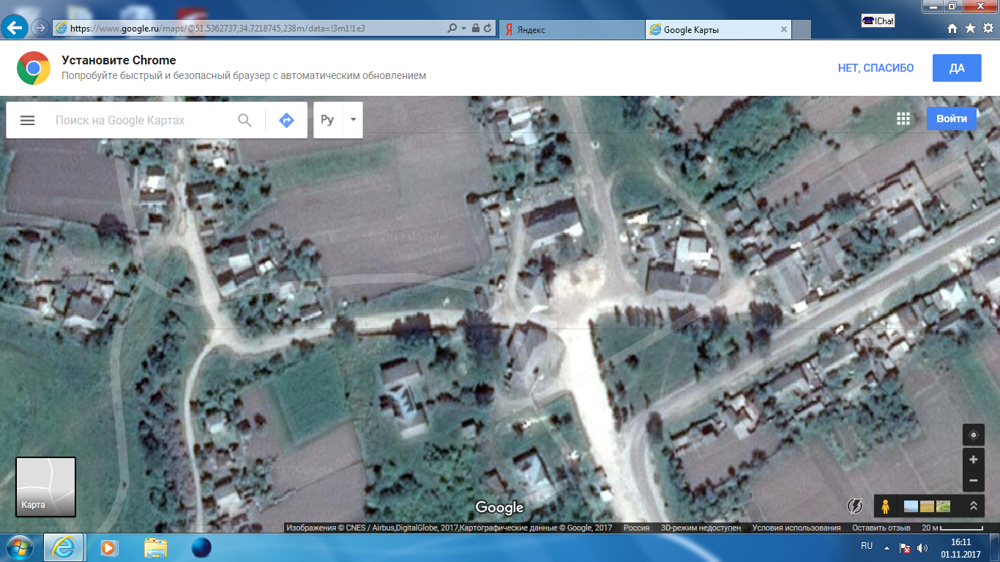 https://www.google.ru/maps/@51.5362737,34.7218745,238m/data=!3m1!1e3
Яндекс
Google Карты
IChat
Установите Chrome
Попробуйте быстрый и безопасный браузер с автоматическим обновлением
НЕТ, СПАСИБО
ДА
Поиск на Google Картах
Ру
Войти
2017 Google
2017 Google
2017 Google
Карта
Google
Изображения © CNES / Airbus,DigitalGlobe, 2017,Картографические данные © Google, 2017
Россия
3D-режим недоступен
Условия использования
Оставить отзыв
20 м
RU
16:11
01.11.2017